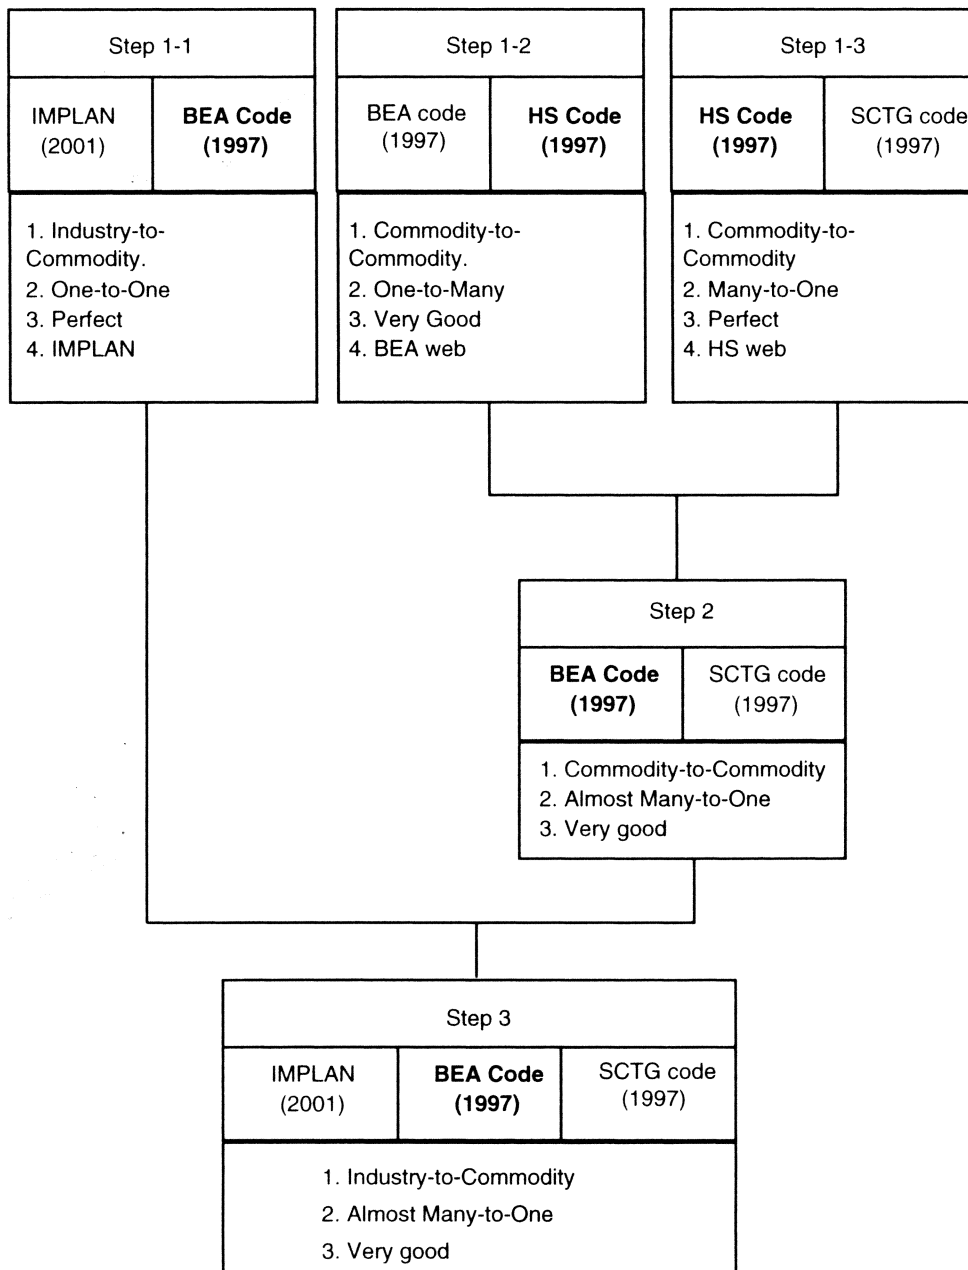 Step 1-1
IMPLAN
(2001)
BEA Code
(1997)
1. Industry-to-
Commodity.
2. One-to-One
3. Perfect
4. IMPLAN
Step 1-2
BEA code
(1997)
HS Code
(1997)
1. Commodity-to-
Commodity.
2. One-to-Many
3. Very Good
4. BEA web
Step 1-3
HS Code
(1997)
SCTG code
(1997)
1. Commodity-to-
Commodity
2. Many-to-One
3. Perfect
4. HS web
Step 2
BEA Code
(1997)
SCTG code
(1997)
1. Commodity-to-Commodity
2. Almost Many-to-One
3. Very good
Step 3
IMPLAN
(2001)
BEA Code
(1997)
SCTG code
(1997)
1. Industry-to-Commodity
2. Almost Many-to-One
3. Very good